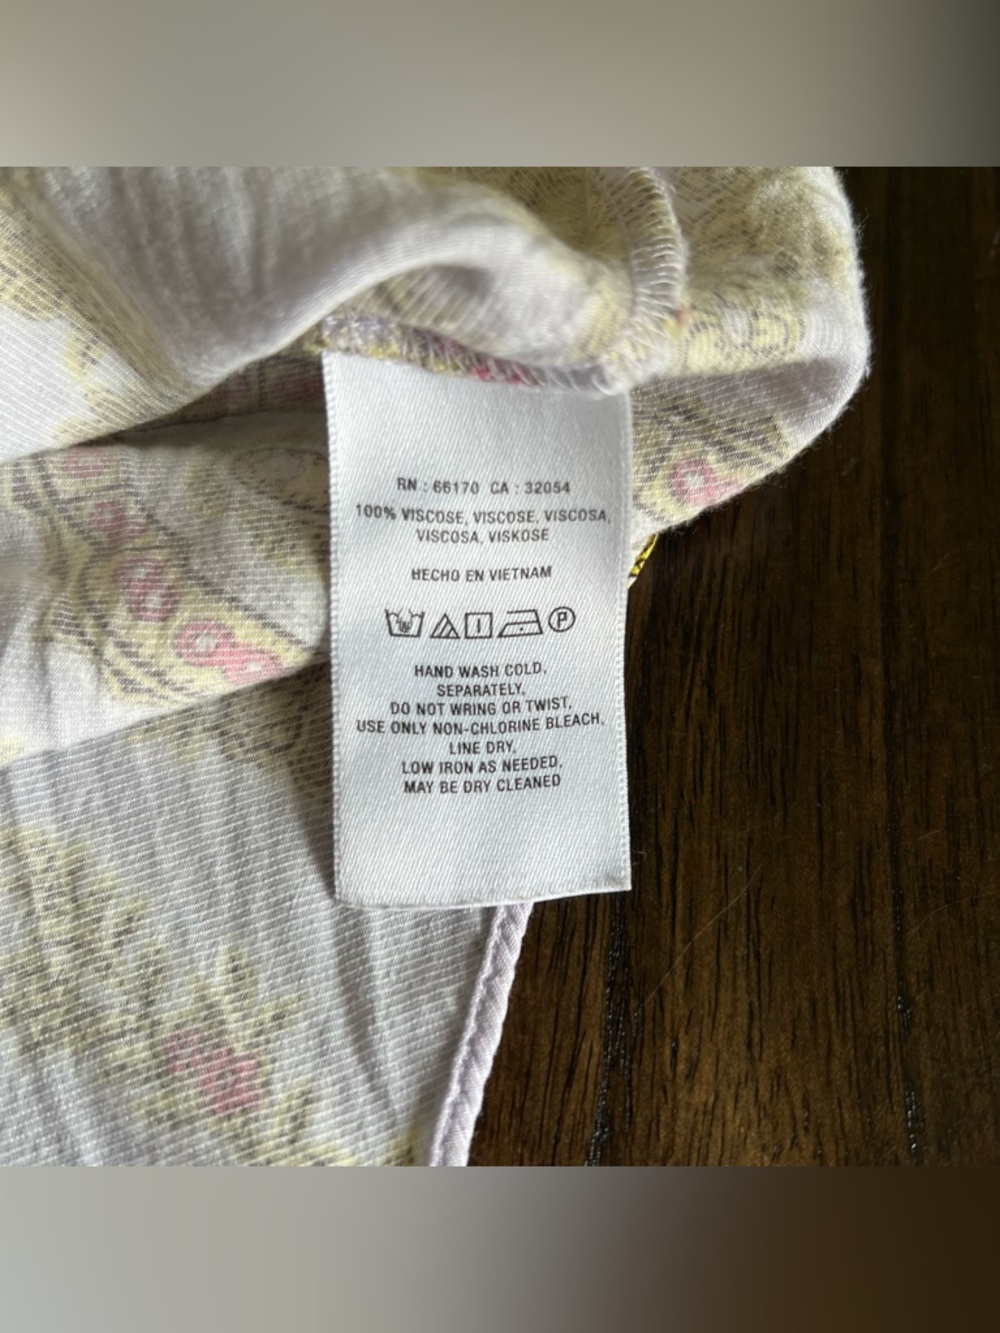 RN : 66170 CA : 32054
100% VISCOSE, VISCOSE, VISCOSA,
VISCOSA, VISKOSE
HECHO EN VIETNAM
P
HAND WASH COLD,
SEPARATELY,
DO NOT WRING OR TWIST,
USE ONLY NON-CHLORINE BLEACH,
LINE DRY,
LOW IRON AS NEEDED,
MAY BE DRY CLEANED